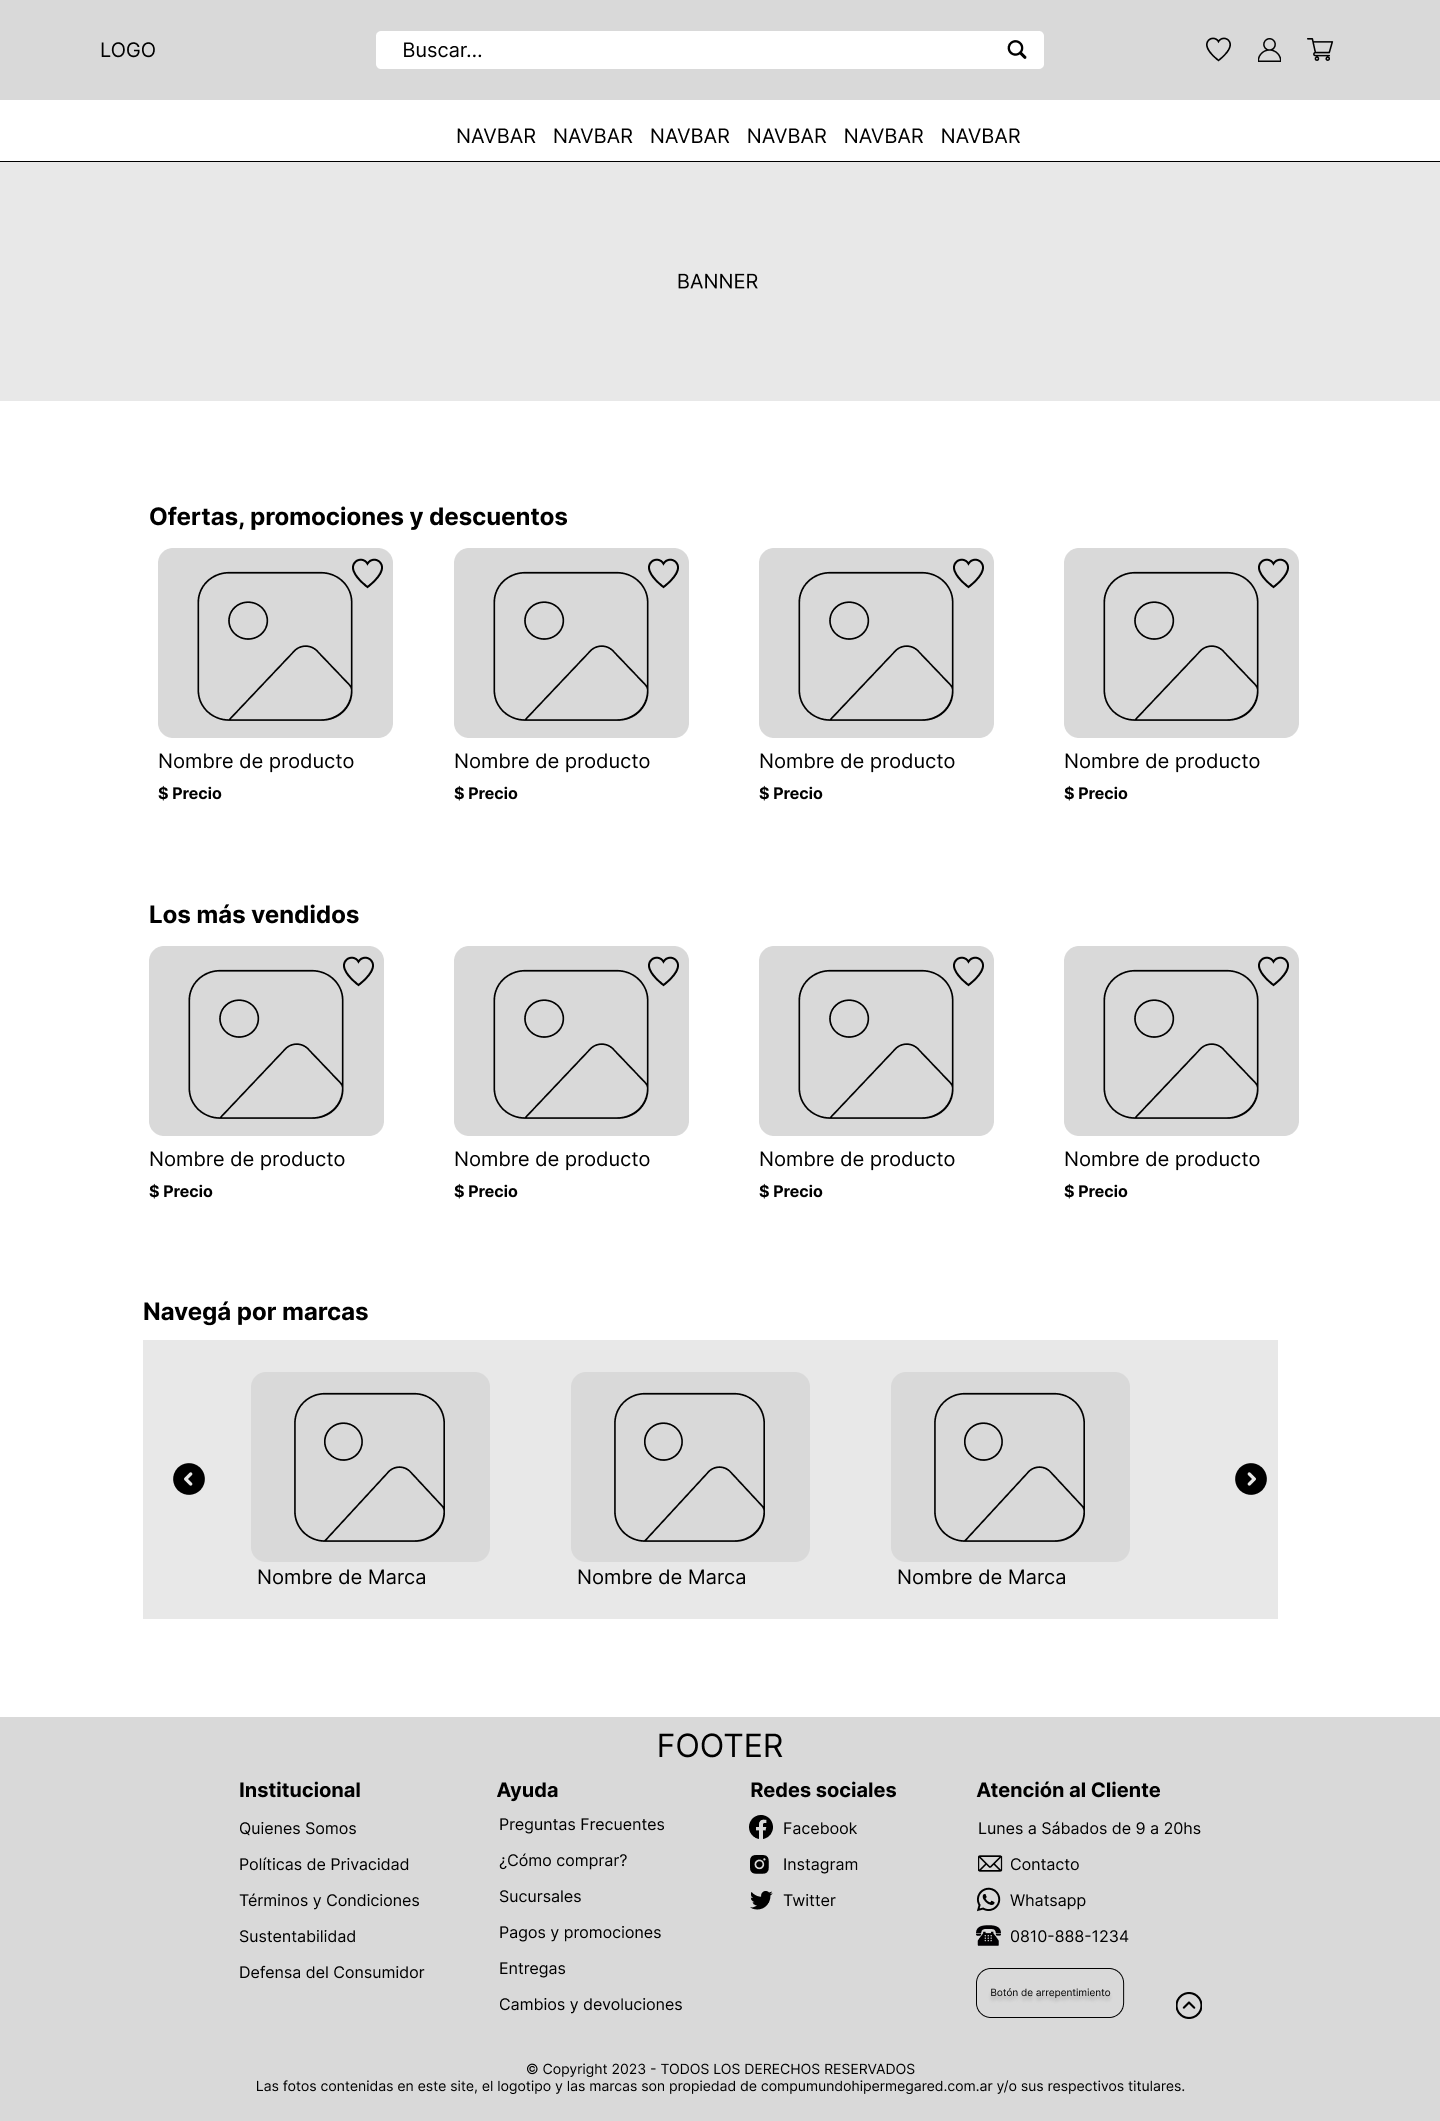 LOGO
Buscar...
NAVBAR NAVBAR NAVBAR NAVBAR NAVBAR NAVBAR
BANNER
Ofertas, promociones y descuentos
Nombre de producto
$ Precio
Nombre de producto
$ Precio
Nombre de producto
$ Precio
Nombre de producto
$ Precio
Los más vendidos
Nombre de producto
$ Precio
Nombre de producto
$ Precio
Nombre de producto
$ Precio
Nombre de producto
$ Precio
Navegá por marcas
Nombre de Marca
Nombre de Marca
Nombre de Marca
FOOTER
Institucional
Quienes Somos
Políticas de Privacidad
Términos y Condiciones
Sustentabilidad
Defensa del Consumidor
Ayuda
Preguntas Frecuentes
¿Cómo comprar?
Sucursales
Pagos y promociones
Entregas
Cambios y devoluciones
Redes sociales
Facebook
Instagram
Twitter
Atención al Cliente
Lunes a Sábados de 9 a 20hs
Contacto
Whatsapp
0810-888-1234
Botón de arrepentimiento
© Copyright 2023 - TODOS LOS DERECHOS RESERVADOS
Las fotos contenidas en este site, el logotipo y las marcas son propiedad de compumundohipermegared.com.ar y/o sus respectivos titulares.